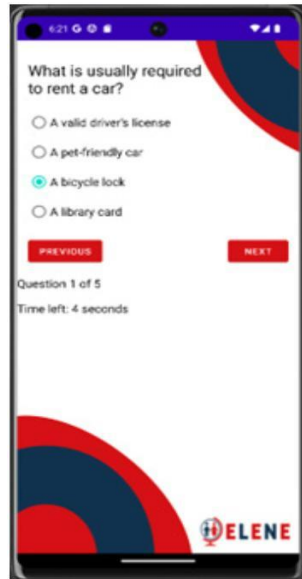 6:21
What is usually required
to rent a car?
A valid driver's license
A pet-friendly car
A bicycle lock
A library card
PREVIOUS
NEXT
Question 1 of 5
Time left: 4 seconds
ELENE